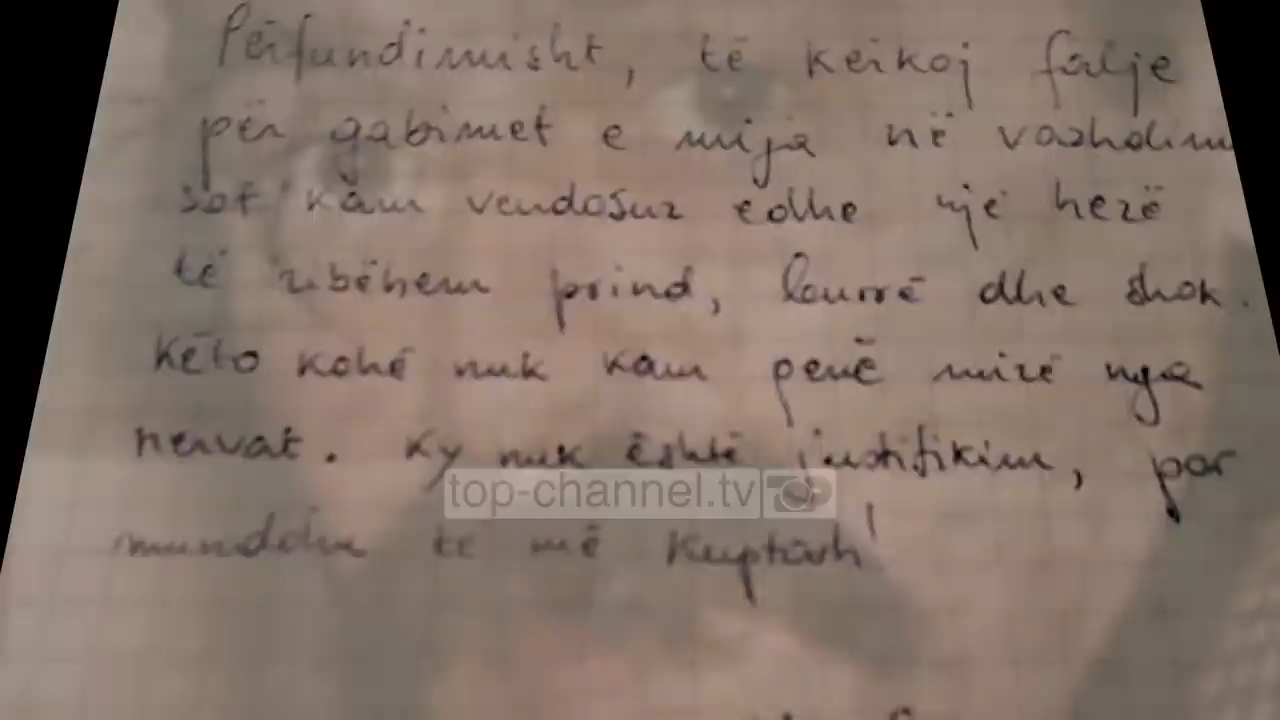 Përfundimisht, të kërkoj falje
për gabimet e mija në vazhdim
sot kam vendosur edhe një herë
të ribëhem prind, burrë dhe shok.
Këto kohë nuk kam qenë mirë nga
nervat. Ky nuk është justifikim, por
mundohu të më kuptosh!
top-channel.tv